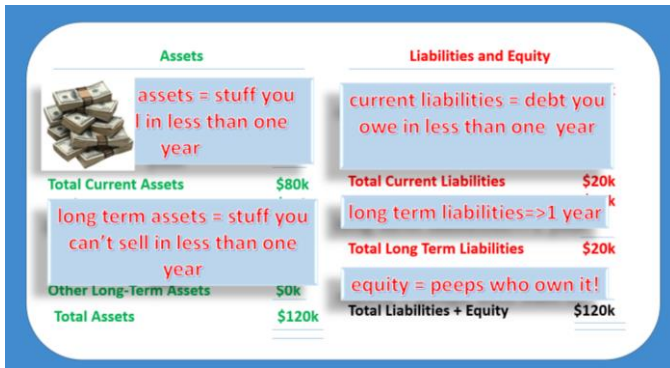 Assets
assets = stuff you
l in less than one
year
Total Current Assets $80k
long term assets = stuff you
can't sell in less than one
year
Other Long-Term Assets $0k
Total Assets $120k
Liabilities and Equity
current liabilities = debt you
owe in less than one year
Total Current Liabilities $20k
long term liabilities=>1 year
Total Long Term Liabilities $20k
equity = peeps who own it!
Total Liabilities + Equity $120k